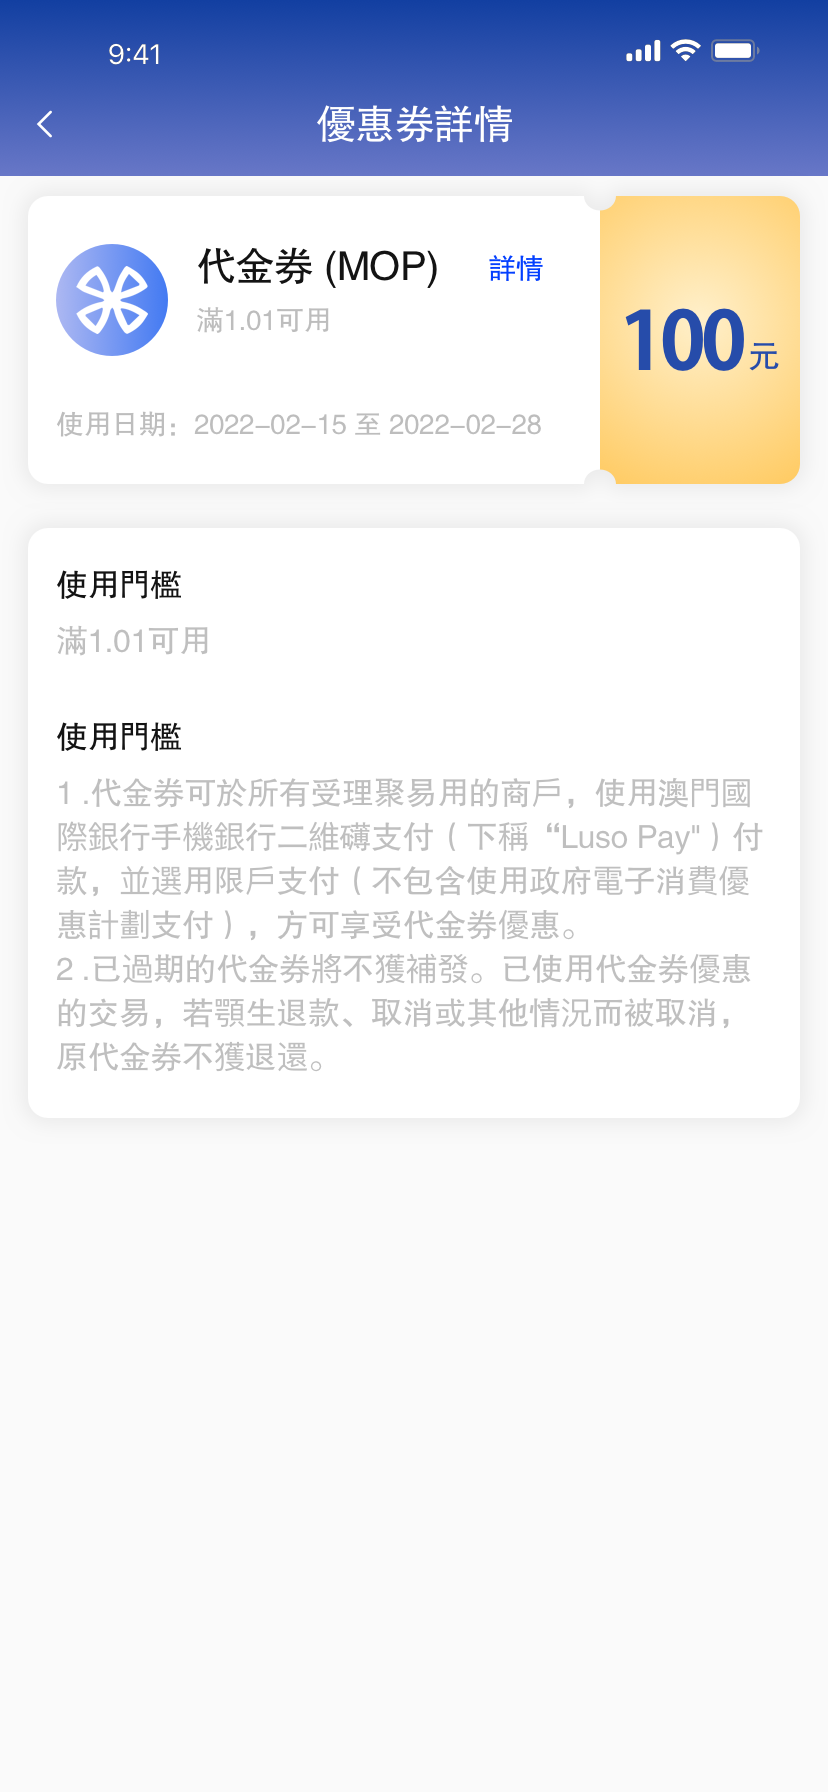 9:41
優惠券詳情
代金券 (MOP)
詳情
滿1.01可用
100元
使用日期：2022-02-15 至 2022-02-28
使用門檻
滿1.01可用
使用門檻
1 .代金券可於所有受理聚易用的商戶，使用澳門國
際銀行手機銀行二維礴支付（下稱“Luso Pay"）付
款，並選用限戶支付（不包含使用政府電子消費優
惠計劃支付），方可享受代金券優惠。
2 .已過期的代金券將不獲補發。已使用代金券優惠
的交易，若顎生退款、取消或其他情況而被取消，
原代金券不獲退還。